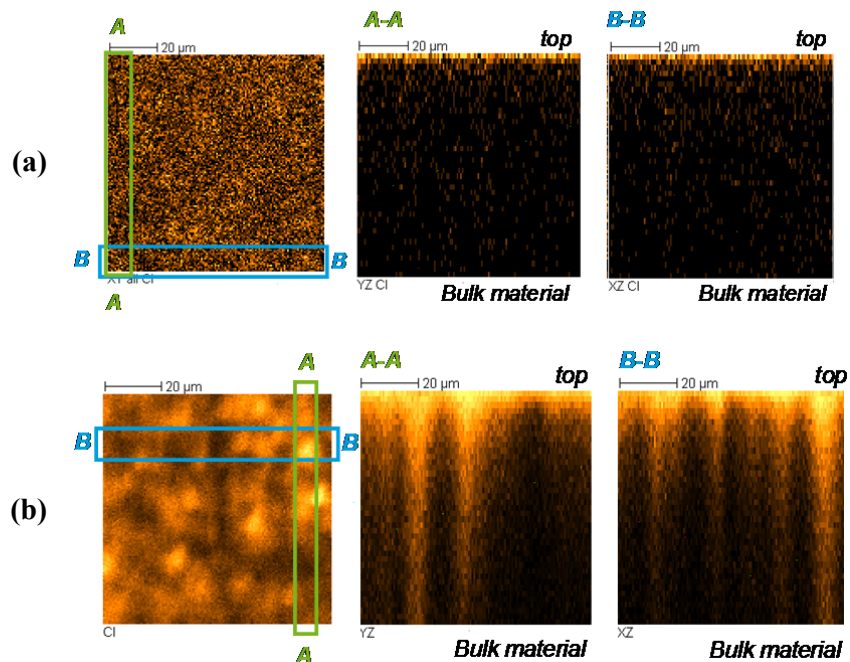 A A-A B-B
20 µm 20 µm top 20 µm top
(a)
B B
XY all Cl YZ Cl XZ Cl
A Bulk material Bulk material
A A-A B-B
20 µm 20 µm top 20 µm top
B B
(b)
Cl YZ XZ
A Bulk material Bulk material